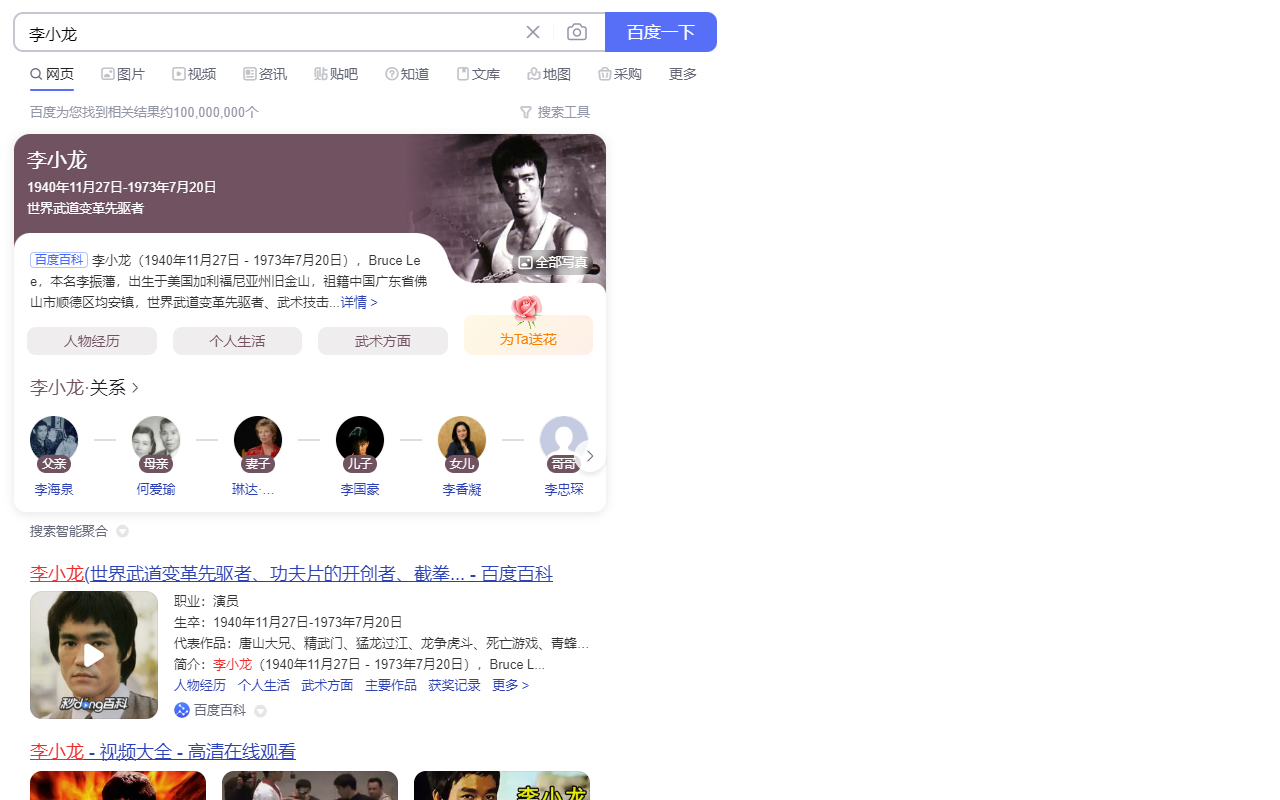 李小龙
百度一下
网页 图片 视频 资讯 贴吧 知道 文库 地图 采购 更多
百度为您找到相关结果约100,000,000个 搜索工具
李小龙
1940年11月27日-1973年7月20日
世界武道变革先驱者
全部写真
百度百科 李小龙（1940年11月27日 - 1973年7月20日），Bruce Le
e，本名李振藩，出生于美国加利福尼亚州旧金山，祖籍中国广东省佛
山市顺德区均安镇，世界武道变革先驱者、武术技击...详情 >
人物经历 个人生活 武术方面 为Ta送花
李小龙·关系 >
父亲 母亲 妻子 儿子 女儿 哥哥
李海泉 何爱瑜 琳达·... 李国豪 李香凝 李忠琛
搜索智能聚合
李小龙(世界武道变革先驱者、功夫片的开创者、截拳... - 百度百科
职业：演员
生卒：1940年11月27日-1973年7月20日
代表作品：唐山大兄、精武门、猛龙过江、龙争虎斗、死亡游戏、青蜂...
简介：李小龙（1940年11月27日 - 1973年7月20日），Bruce L...
人物经历 个人生活 武术方面 主要作品 获奖记录 更多 >
秒dong百科
百度百科
李小龙 - 视频大全 - 高清在线观看
李小龙